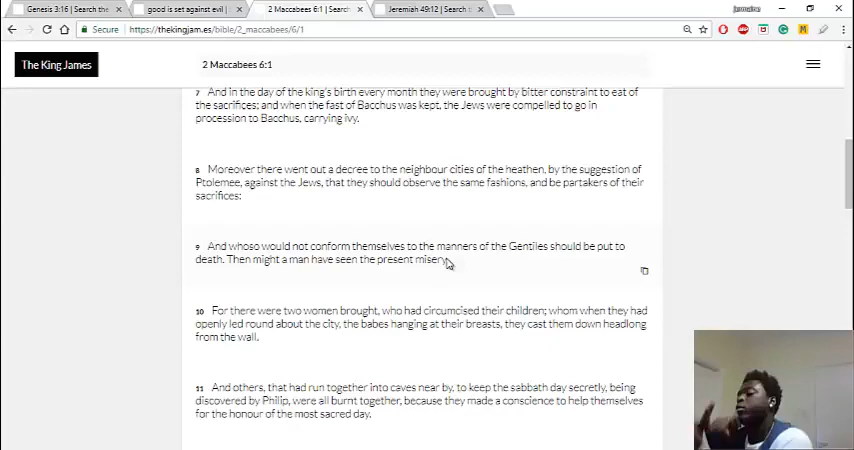 Genesis 3:16 | Search the
good is set against evil |
2 Maccabees 6:1 | Search
Jeremiah 49:12 | Search t
jermaine
Secure
https://thekingjam.es/bible/2_maccabees/6/1
The King James
2 Maccabees 6:1
7 And in the day of the king's birth every month they were brought by bitter constraint to eat of
the sacrifices; and when the fast of Bacchus was kept, the Jews were compelled to go in
procession to Bacchus, carrying ivy.
8 Moreover there went out a decree to the neighbour cities of the heathen, by the suggestion of
Ptolemee, against the Jews, that they should observe the same fashions, and be partakers of their
sacrifices:
9 And whoso would not conform themselves to the manners of the Gentiles should be put to
death. Then might a man have seen the present misery.
10 For there were two women brought, who had circumcised their children; whom when they had
openly led round about the city, the babes hanging at their breasts, they cast them down headlong
from the wall.
11 And others, that had run together into caves near by, to keep the sabbath day secretly, being
discovered by Philip, were all burnt together, because they made a conscience to help themselves
for the honour of the most sacred day.